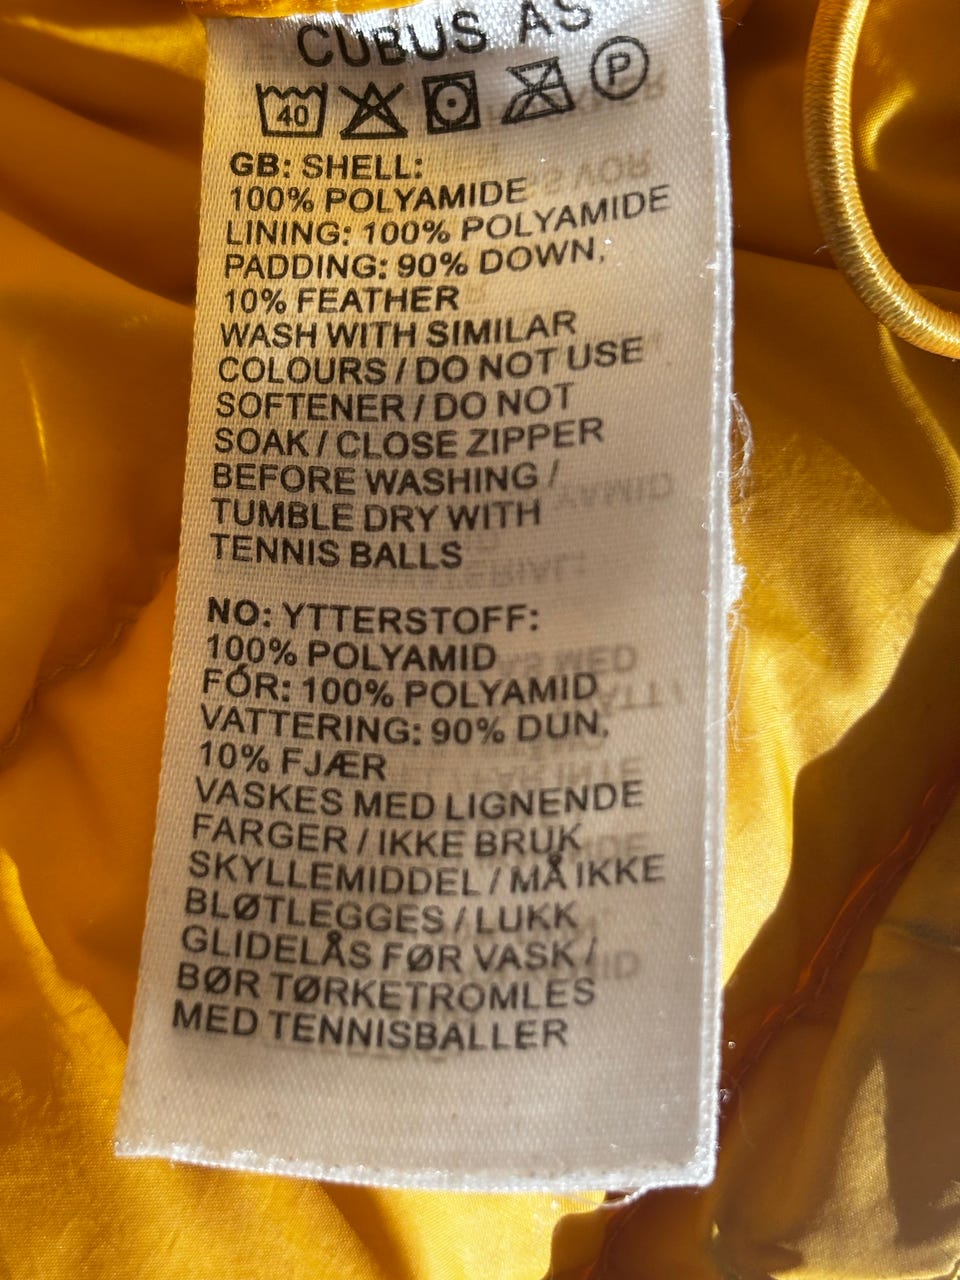 CUBUS AS
40 P
GB: SHELL:
100% POLYAMIDE
LINING: 100% POLYAMIDE
PADDING: 90% DOWN,
10% FEATHER
WASH WITH SIMILAR
COLOURS / DO NOT USE
SOFTENER / DO NOT
SOAK / CLOSE ZIPPER
BEFORE WASHING /
TUMBLE DRY WITH
TENNIS BALLS
NO: YTTERSTOFF:
100% POLYAMID
FÓR: 100% POLYAMID
VATTERING: 90% DUN,
10% FJÆR
VASKES MED LIGNENDE
FARGER / IKKE BRUK
SKYLLEMIDDEL / MÅ IKKE
BLØTLEGGES / LUKK
GLIDELÅS FØR VASK /
BØR TØRKETROMLES
MED TENNISBALLER